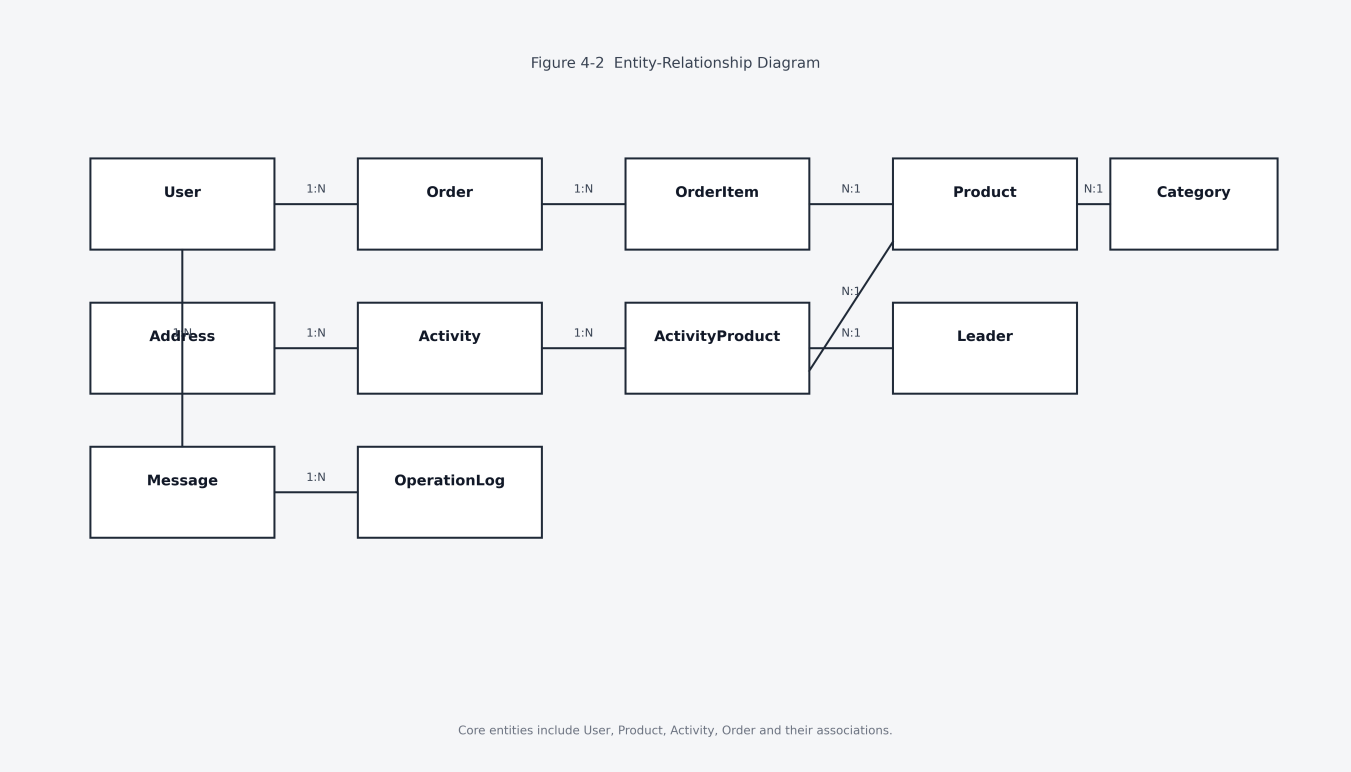 Figure 4-2  Entity-Relationship Diagram
User
1:N
Order
1:N
OrderItem
N:1
Product
N:1
Category
N:1
Address
1:N
1:N
Activity
1:N
ActivityProduct
N:1
Leader
Message
1:N
OperationLog
Core entities include User, Product, Activity, Order and their associations.